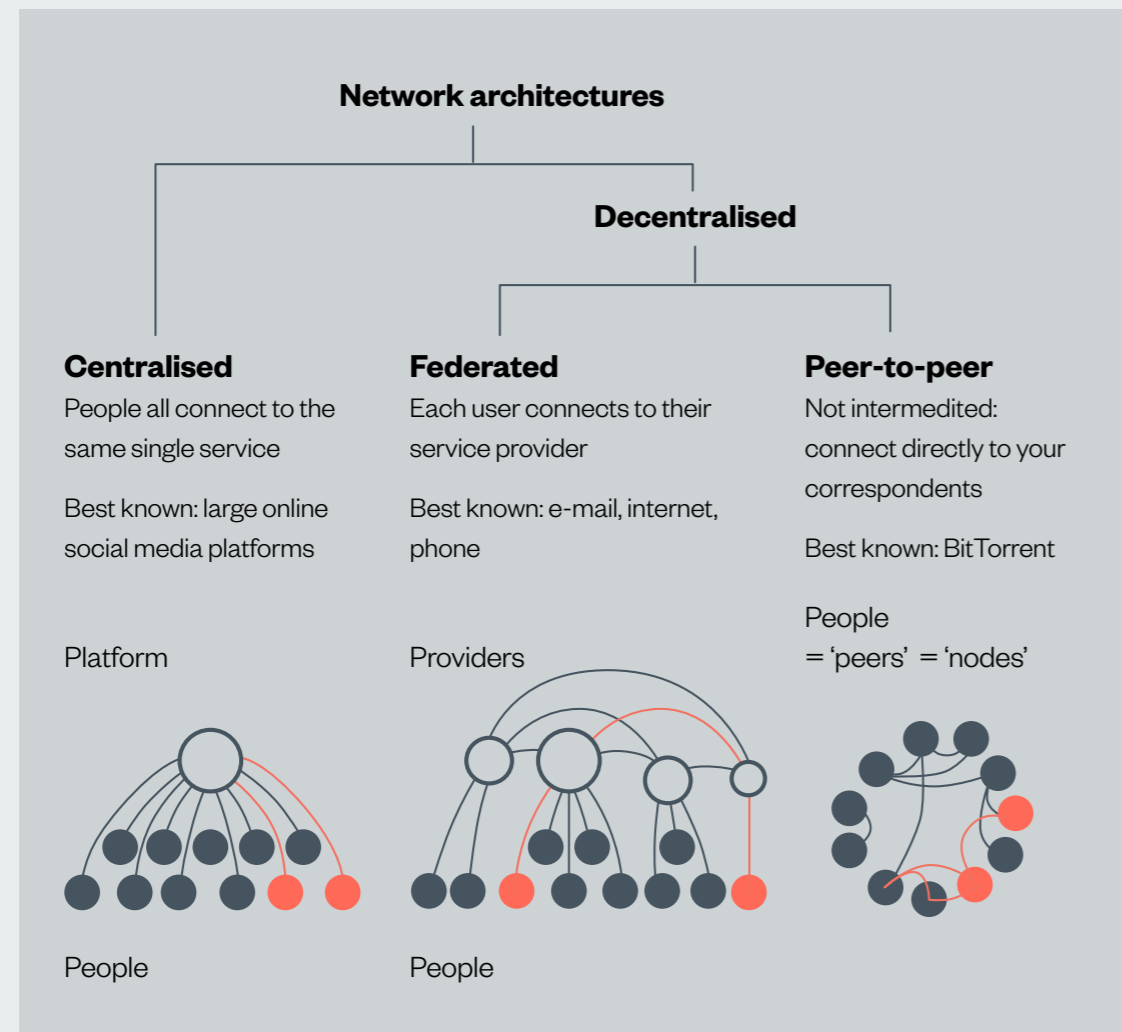 Network architectures
Decentralised
Centralised
People all connect to the
same single service
Best known: large online
social media platforms
Platform
People
Federated
Each user connects to their
service provider
Best known: e-mail, internet,
phone
Providers
People
Peer-to-peer
Not intermedited:
connect directly to your
correspondents
Best known: BitTorrent
People
= ‘peers’ = ‘nodes’